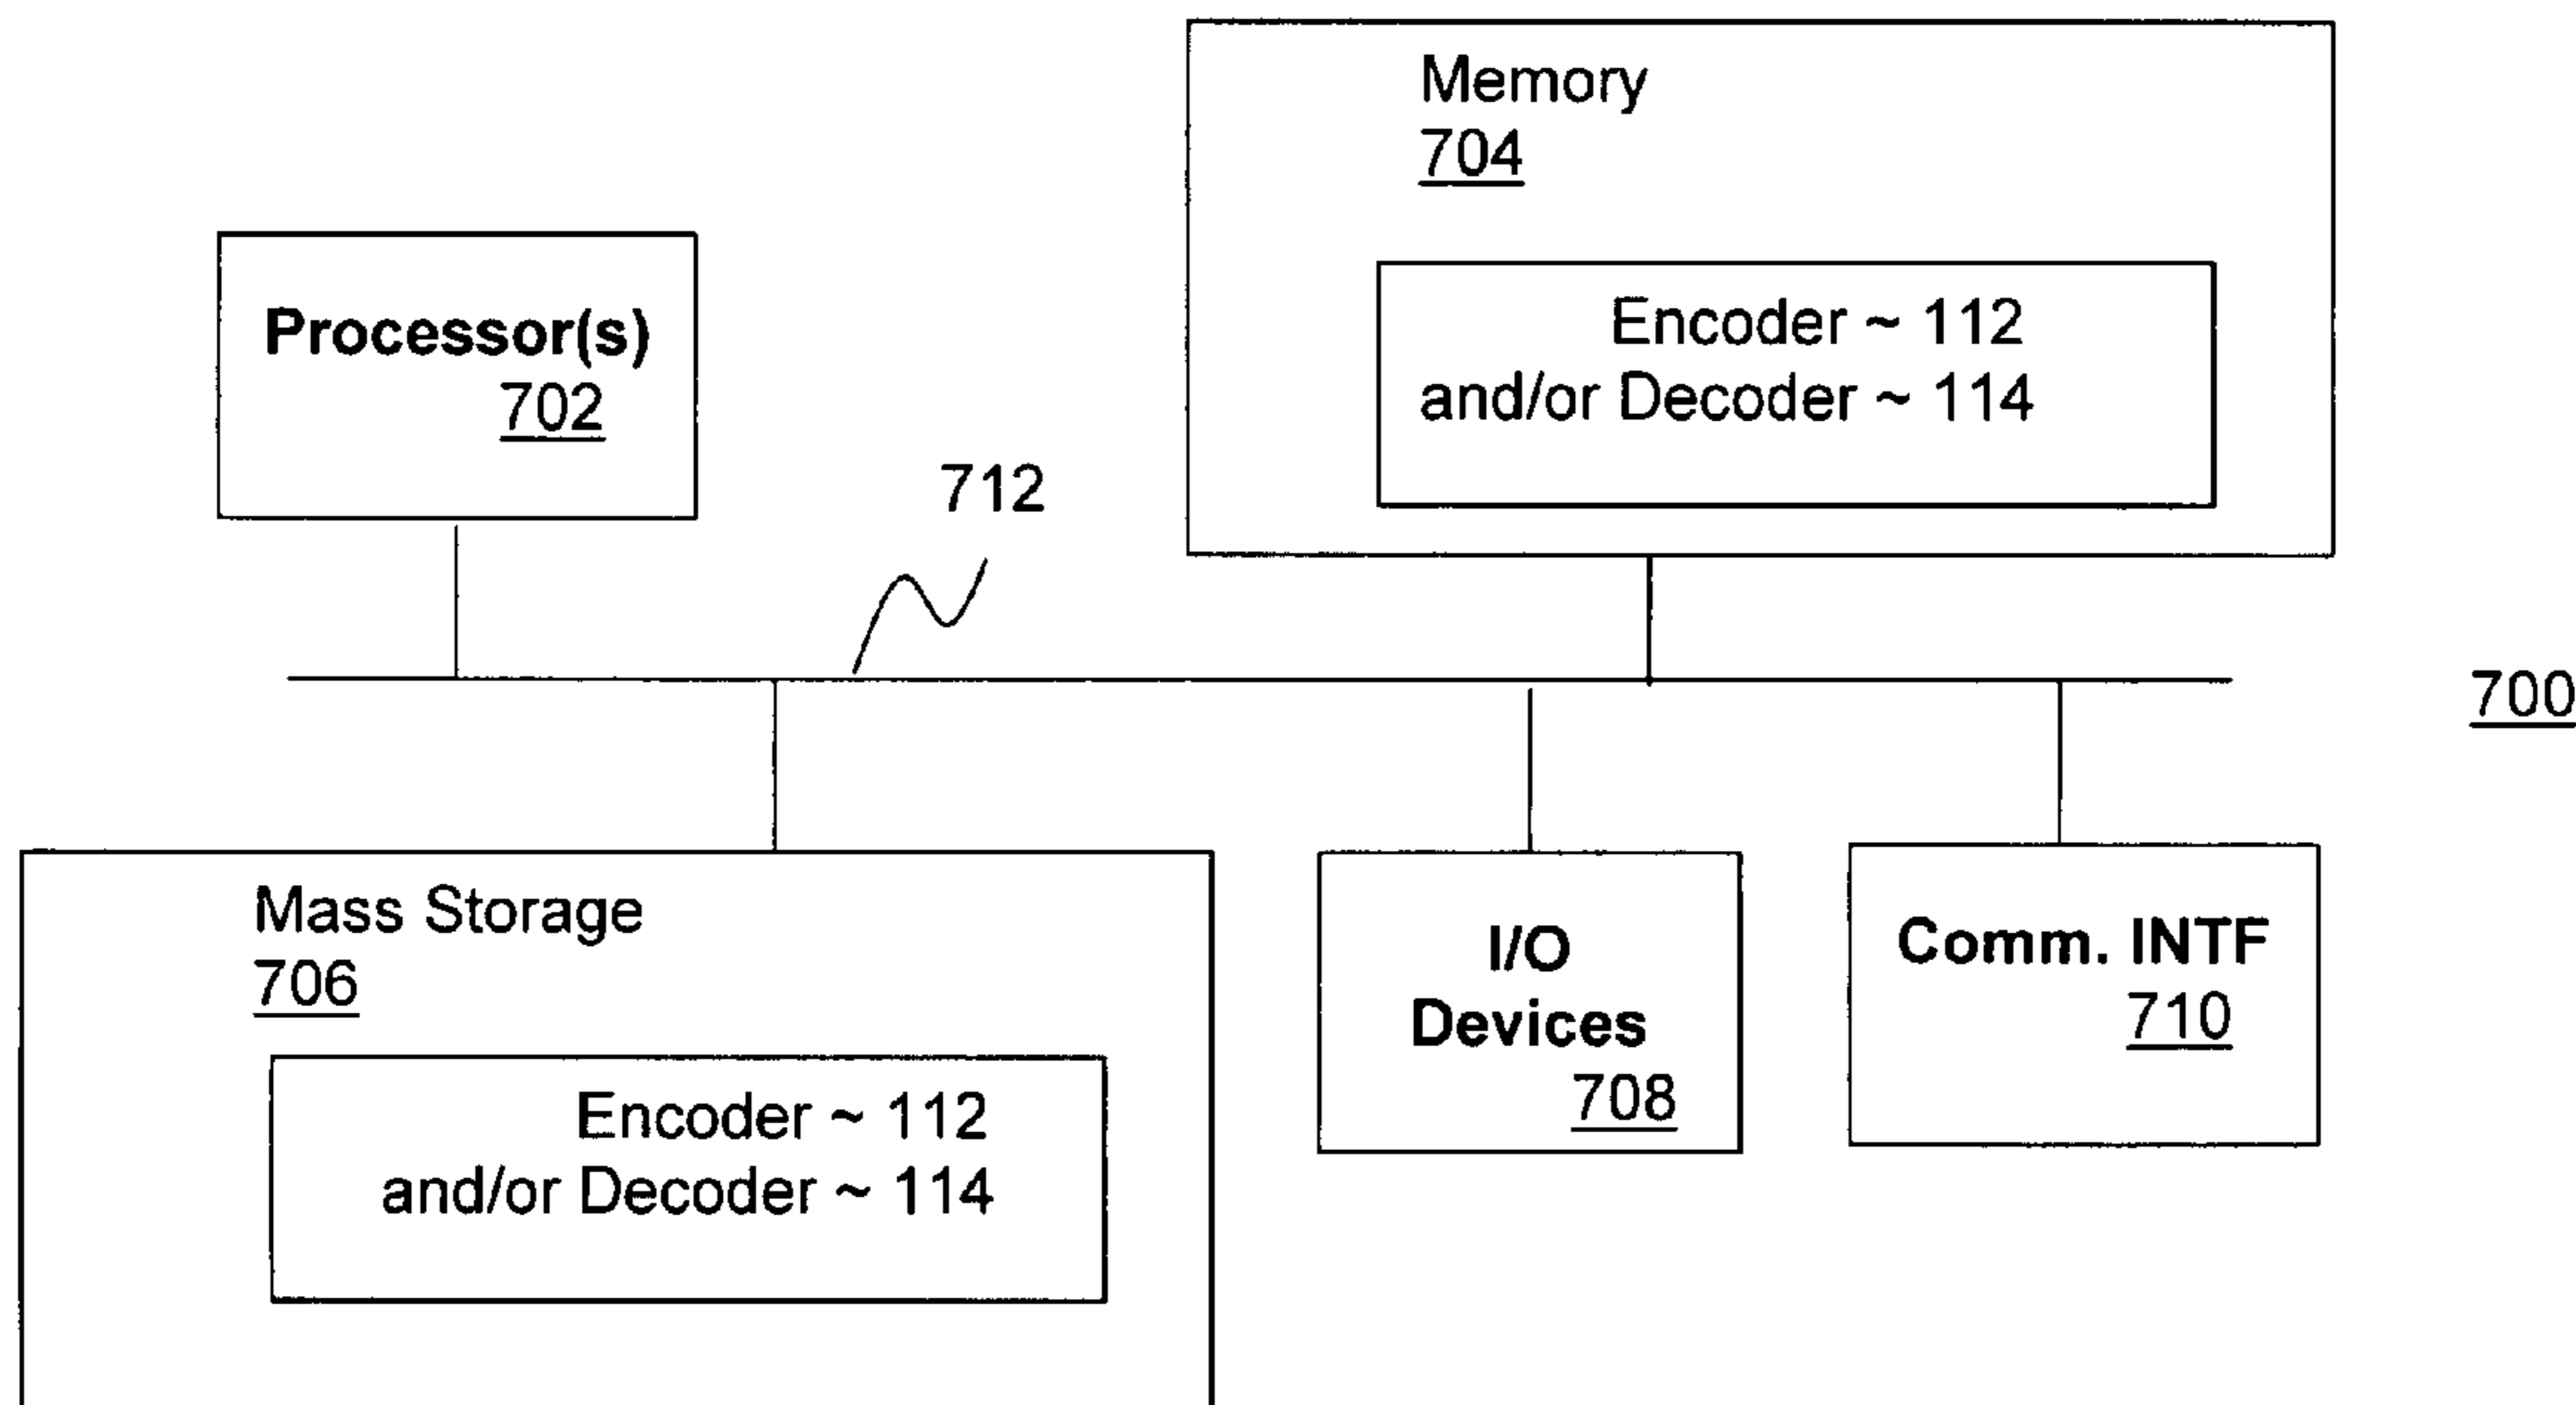 Memory
704
Encoder ~ 112
and/or Decoder ~ 114
Processor(s)
702
712
700
Mass Storage
706
Encoder ~ 112
and/or Decoder ~ 114
I/O
Devices
708
Comm. INTF
710